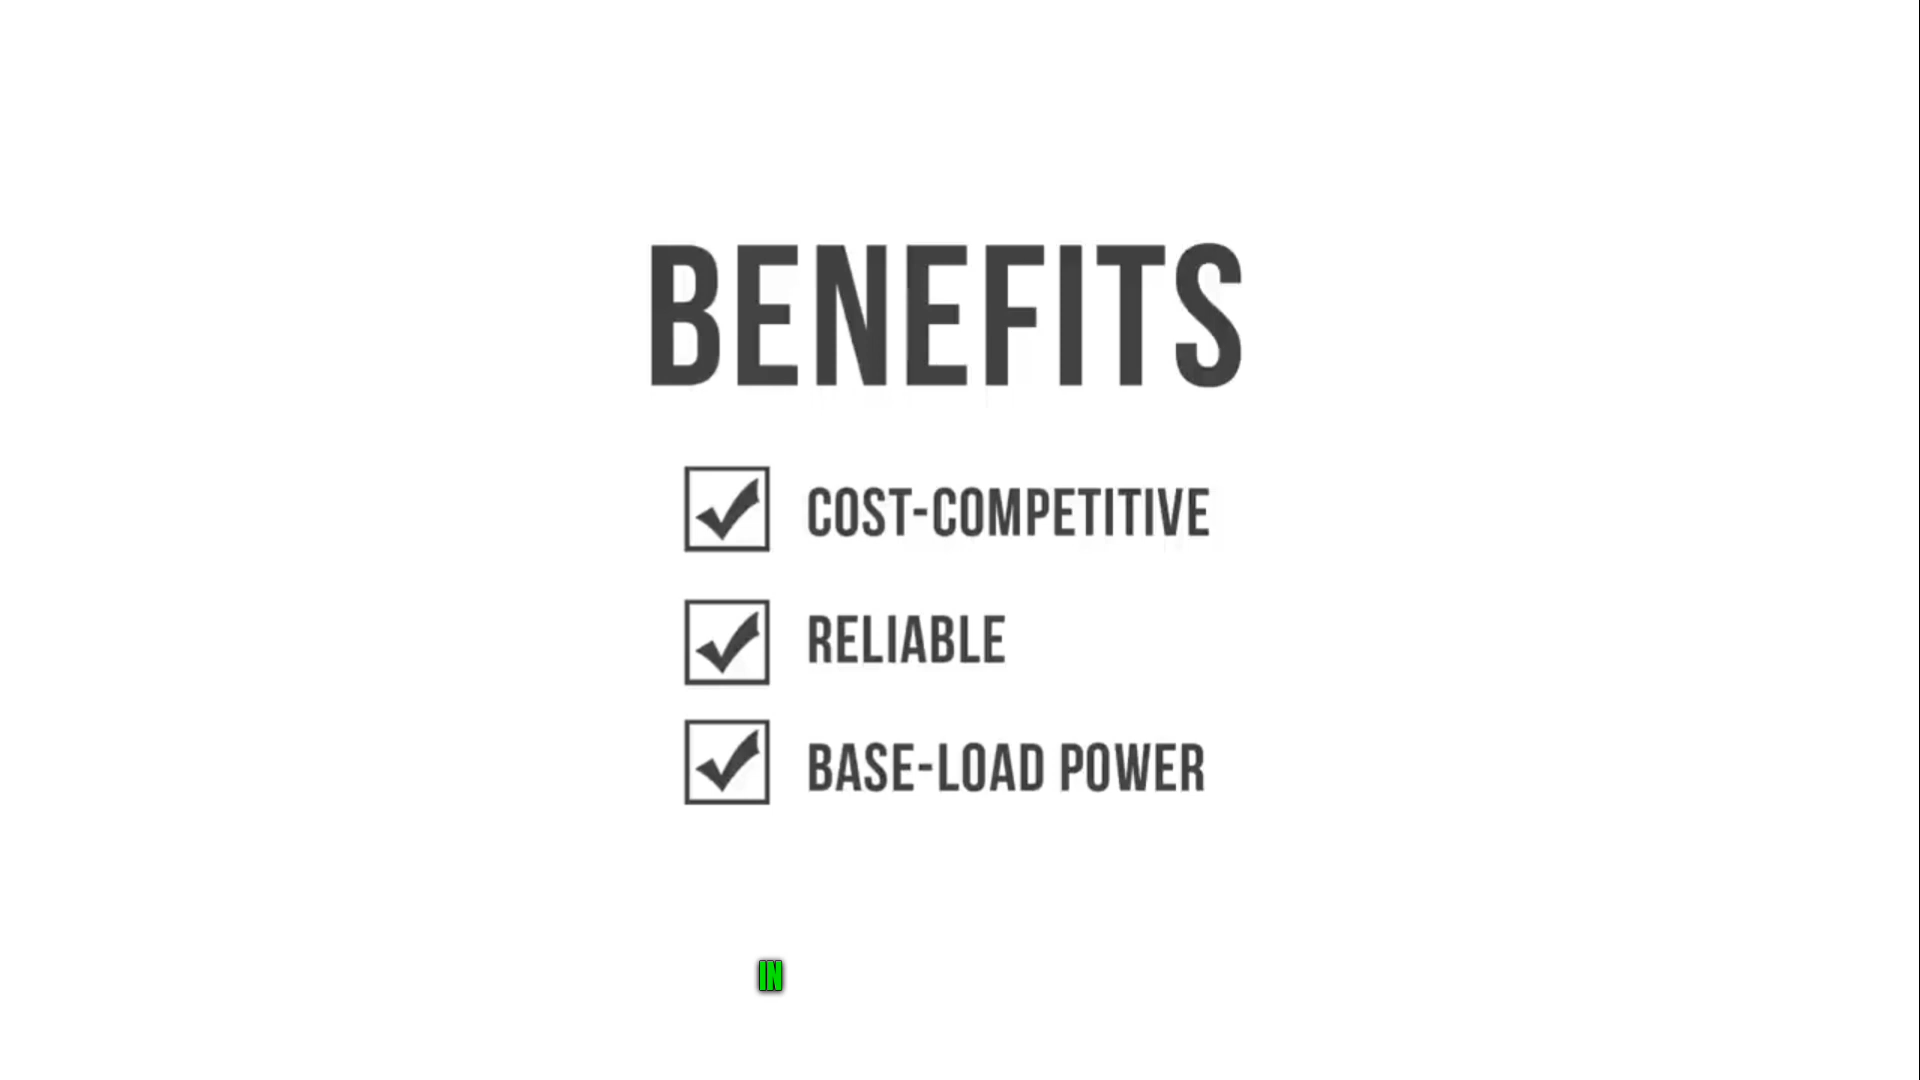 BENEFITS
COST-COMPETITIVE
RELIABLE
BASE-LOAD POWER
IN